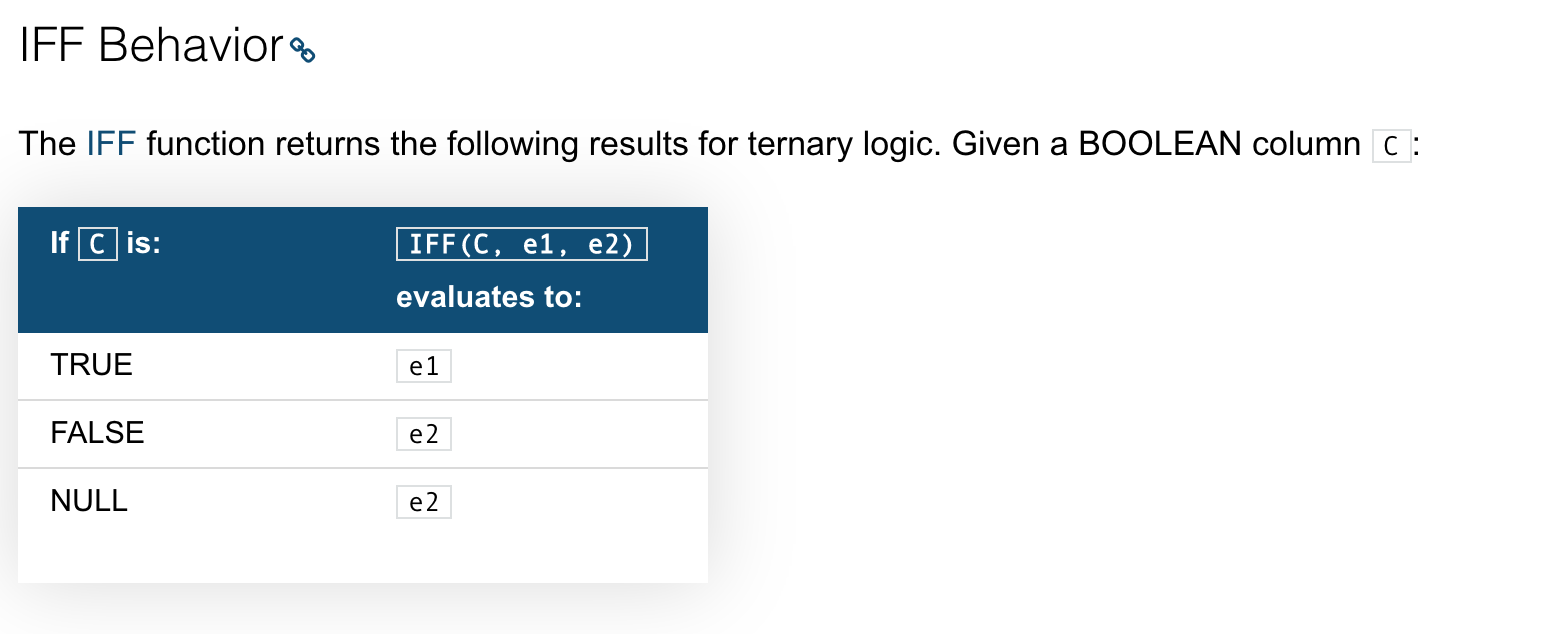 IFF Behavior
The IFF function returns the following results for ternary logic. Given a BOOLEAN column C:
If C is: IFF(C, e1, e2)
evaluates to:
TRUE e1
FALSE e2
NULL e2